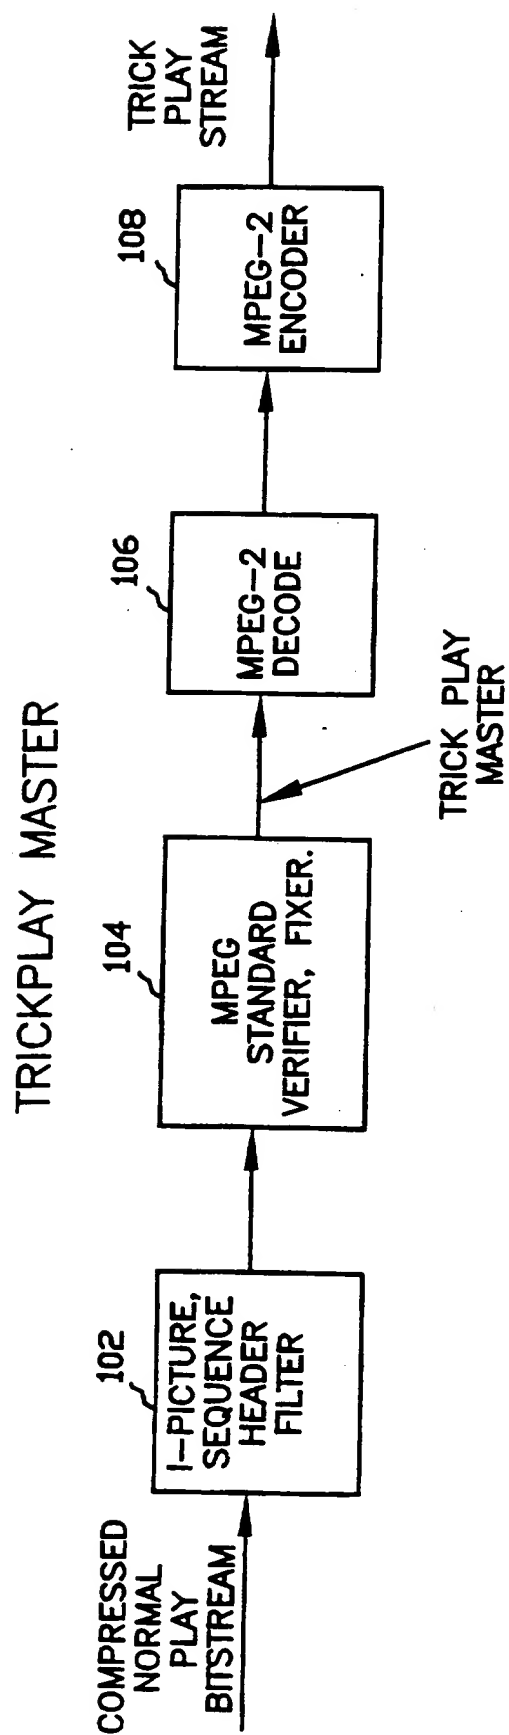 TRICKPLAY MASTER
COMPRESSED
NORMAL
PLAY
BITSTREAM
102
I-PICTURE,
SEQUENCE
HEADER
FILTER
104
MPEG
STANDARD
VERIFIER, FIXER.
TRICK PLAY
MASTER
106
MPEG-2
DECODE
108
MPEG-2
ENCODER
TRICK
PLAY
STREAM